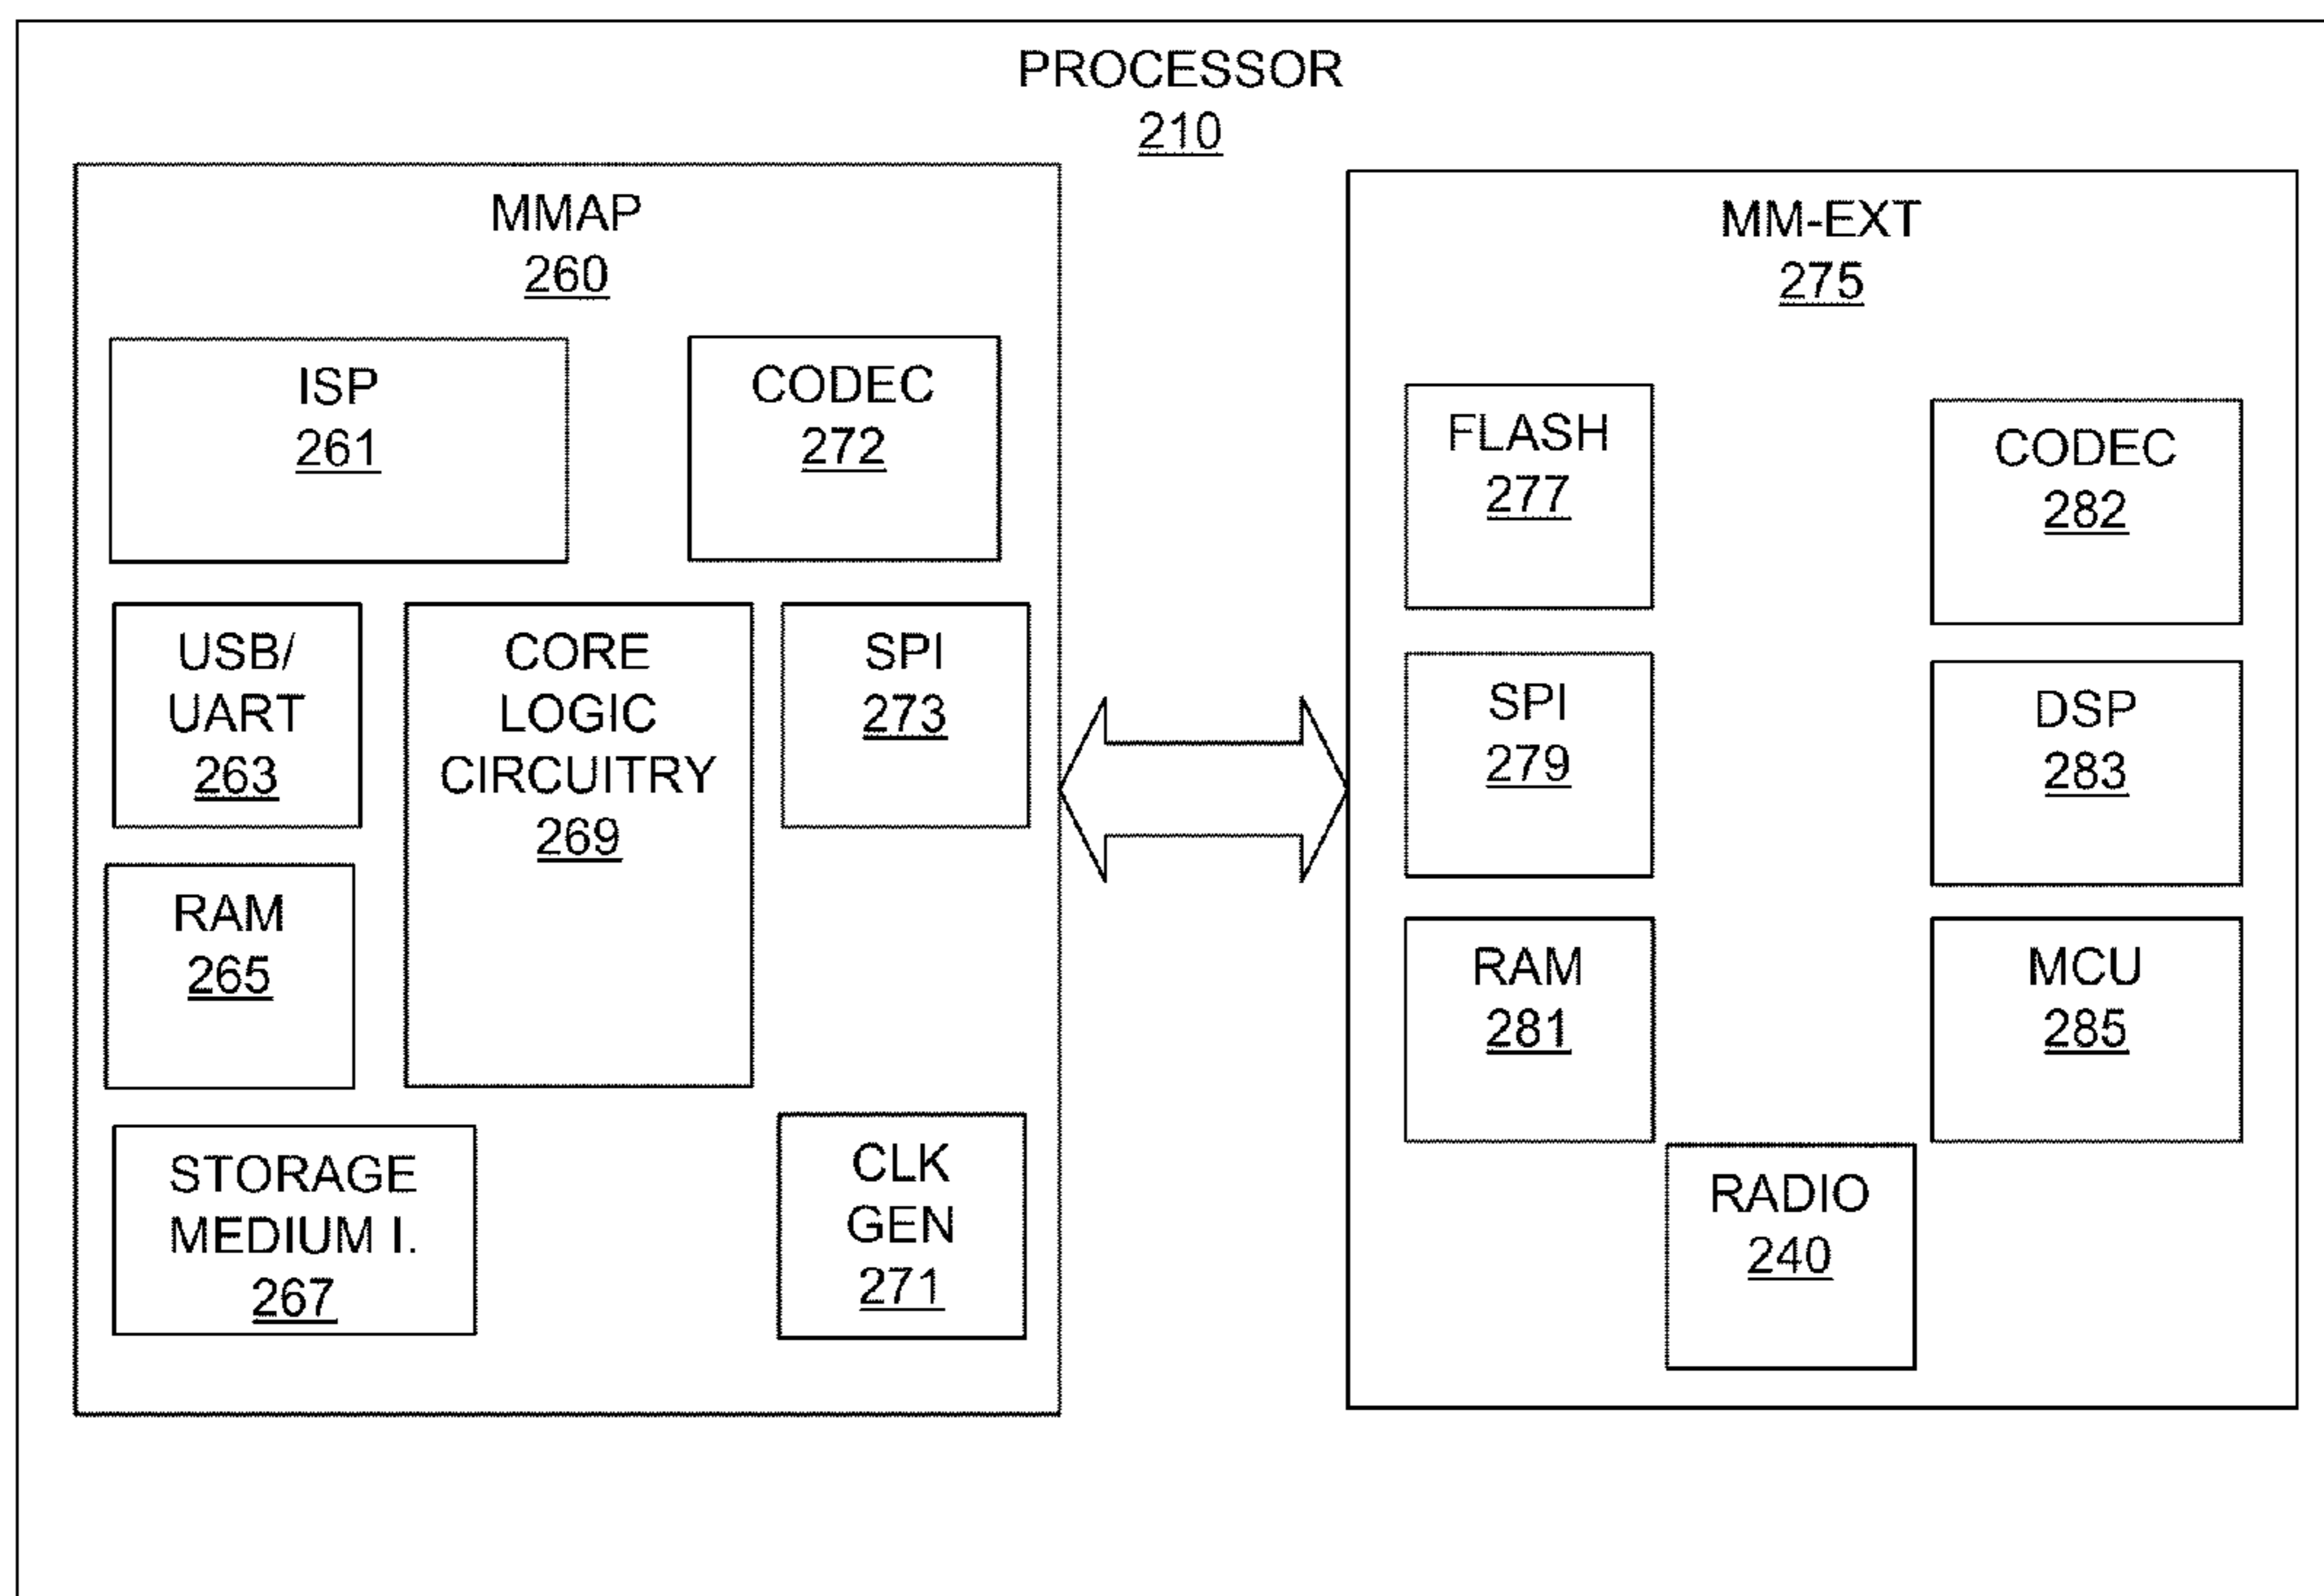 PROCESSOR
210
MMAP
260
ISP
261
CODEC
272
USB/
UART
263
CORE
LOGIC
CIRCUITRY
269
SPI
273
RAM
265
STORAGE
MEDIUM I.
267
CLK
GEN
271
MM-EXT
275
FLASH
277
CODEC
282
SPI
279
DSP
283
RAM
281
MCU
285
RADIO
240